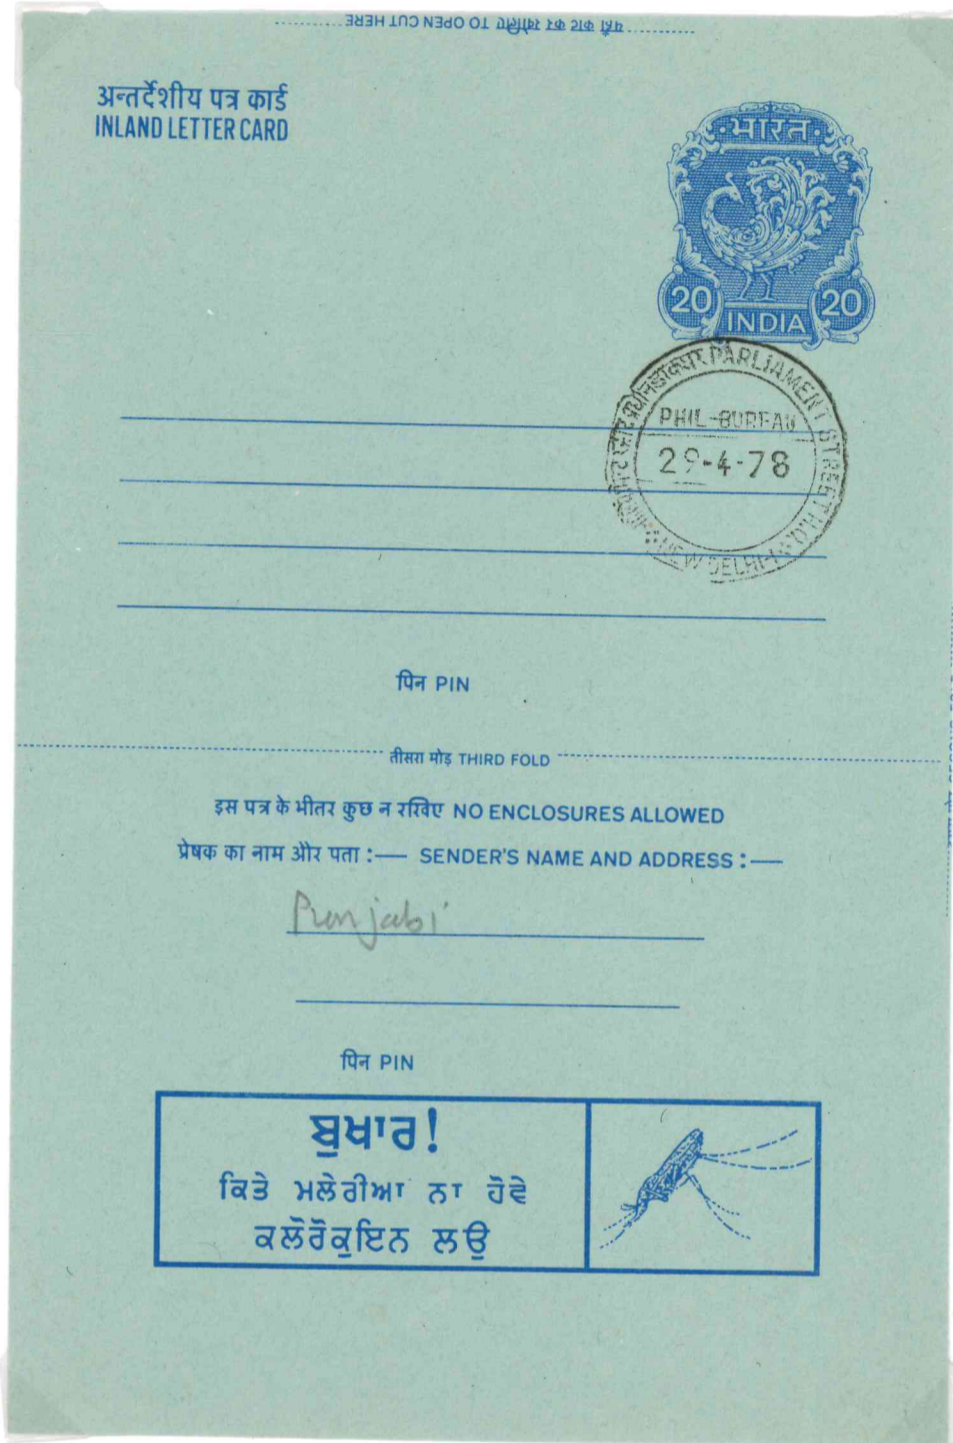 यहाँ काट कर खोलिए TO OPEN CUT HERE
अन्तर्देशीय पत्र कार्ड
INLAND LETTER CARD
भारत
20 20
INDIA
PARLIAMENT STREET H.O.
PHIL-BUREAU
29-4-78
NEW DELHI-1
पिन PIN
तीसरा मोड़ THIRD FOLD
इस पत्र के भीतर कुछ न रखिए NO ENCLOSURES ALLOWED
प्रेषक का नाम और पता :— SENDER'S NAME AND ADDRESS :—
Punjabi
पिन PIN
ਬੁਖਾਰ!
ਕਿਤੇ ਮਲੇਰੀਆ ਨਾ ਹੋਵੇ
ਕਲੋਰੋਕੁਇਨ ਲਉ